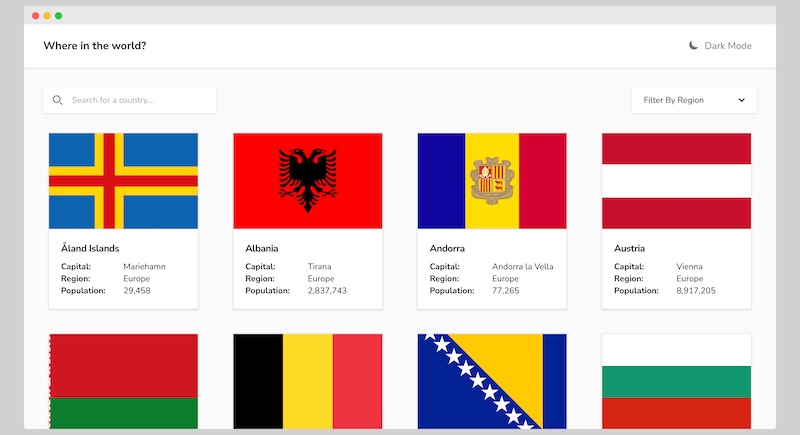 Where in the world?
Dark Mode
Search for a country...
Filter By Region
Åland Islands
Capital: Mariehamn
Region: Europe
Population: 29,458
Albania
Capital: Tirana
Region: Europe
Population: 2,837,743
Andorra
Capital: Andorra la Vella
Region: Europe
Population: 77,265
Austria
Capital: Vienna
Region: Europe
Population: 8,917,205